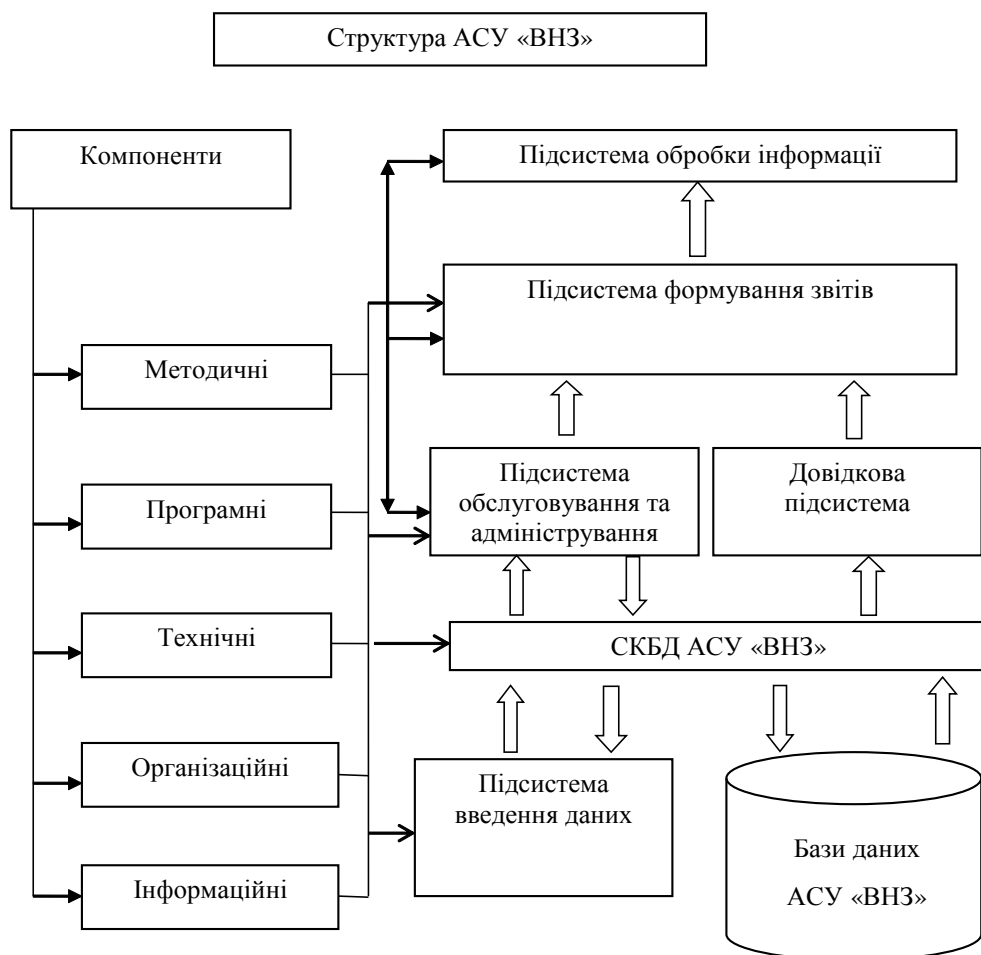 Структура АСУ «ВНЗ»
Компоненти
Підсистема обробки інформації
Підсистема формування звітів
Методичні
Програмні
Підсистема
обслуговування та
адміністрування
Довідкова
підсистема
Технічні
СКБД АСУ «ВНЗ»
Організаційні
Підсистема
введення даних
Бази даних
АСУ «ВНЗ»
Інформаційні